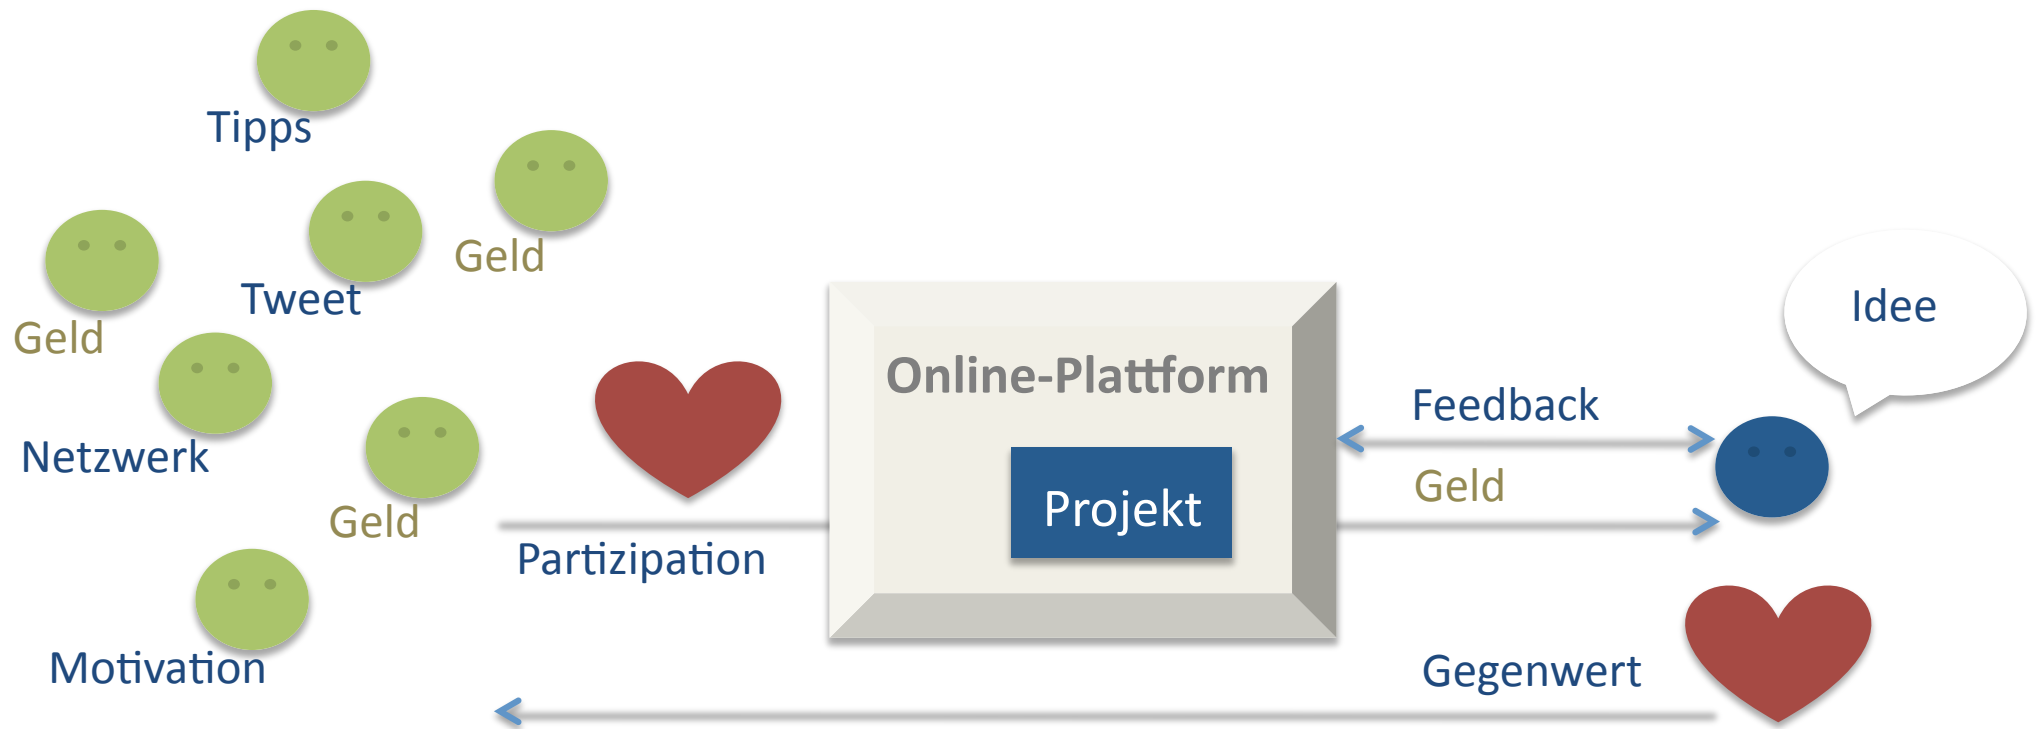 Tipps
Geld
Tweet
Geld
Netzwerk
Geld
Motivation
Partizipation
Online-Plattform
Projekt
Feedback
Geld
Idee
Gegenwert